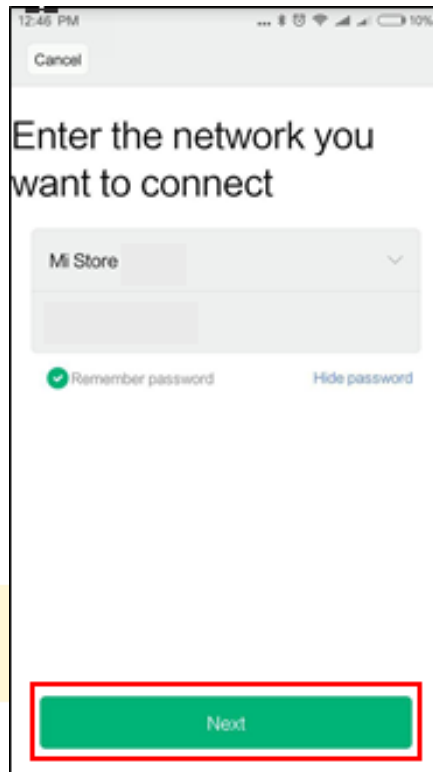 12:46 PM ... 10%
Cancel
Enter the network you
want to connect
Mi Store
Remember password Hide password
Next